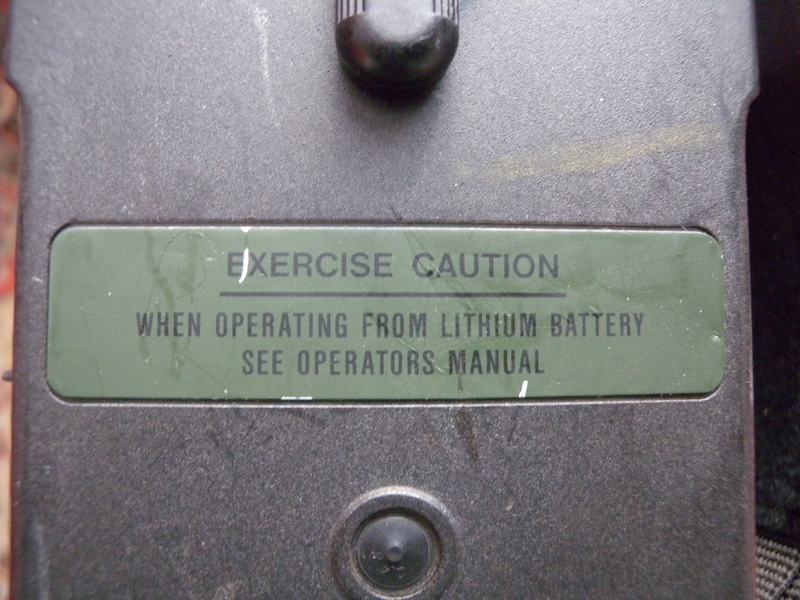 EXERCISE CAUTION
WHEN OPERATING FROM LITHIUM BATTERY
SEE OPERATORS MANUAL